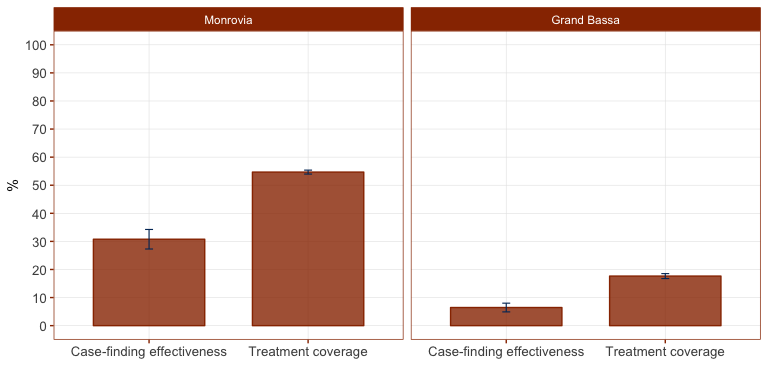 Monrovia
Grand Bassa
%
100
90
80
70
60
50
40
30
20
10
0
Case-finding effectiveness
Treatment coverage
Case-finding effectiveness
Treatment coverage